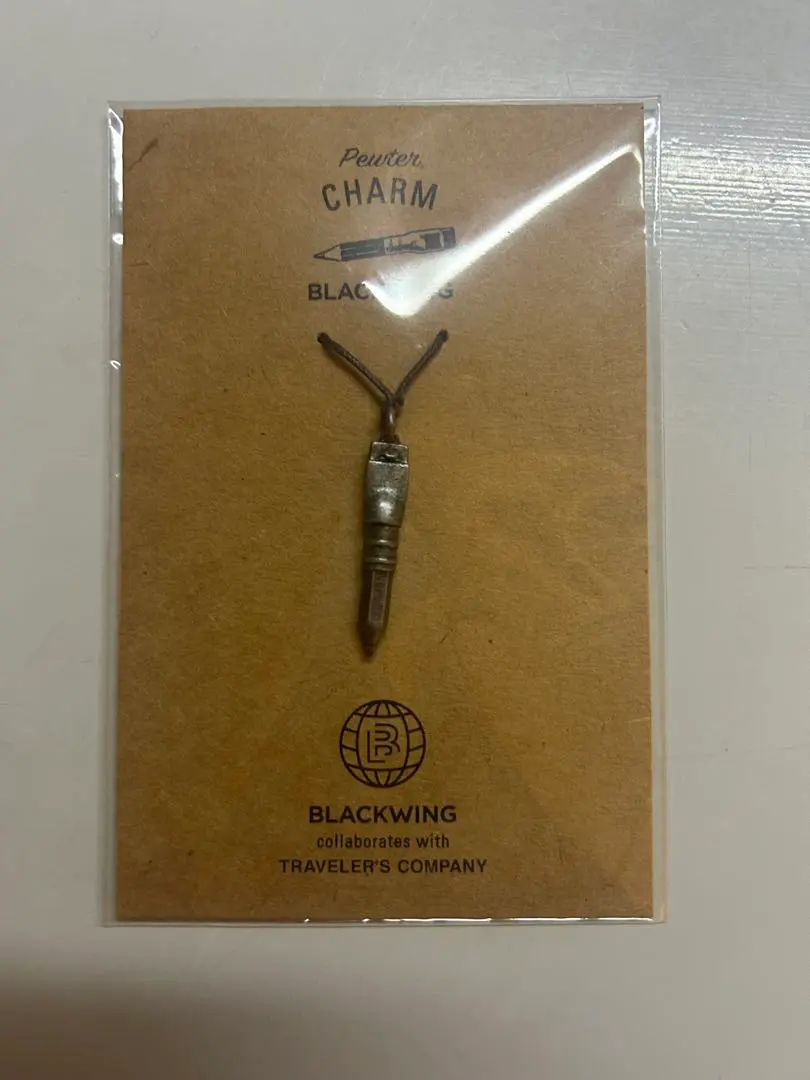 Pewter
CHARM
BLACKWING
B
BLACKWING
collaborates with
TRAVELER'S COMPANY